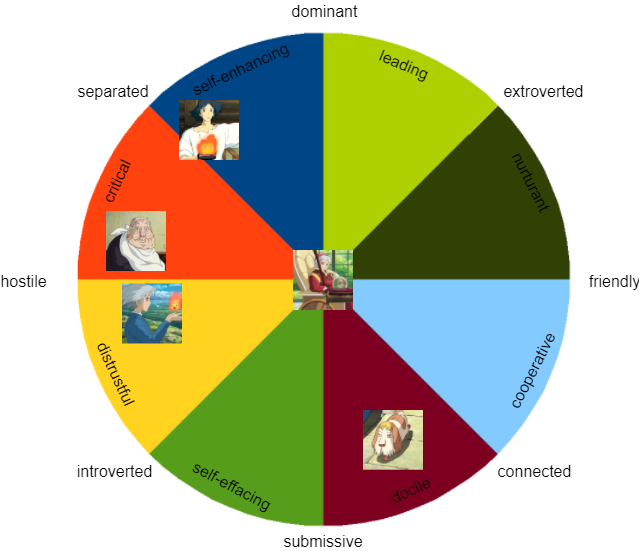 dominant
self-enhancing
leading
separated
extroverted
critical
nurturant
hostile
friendly
distrustful
cooperative
introverted
connected
self-effacing
docile
submissive